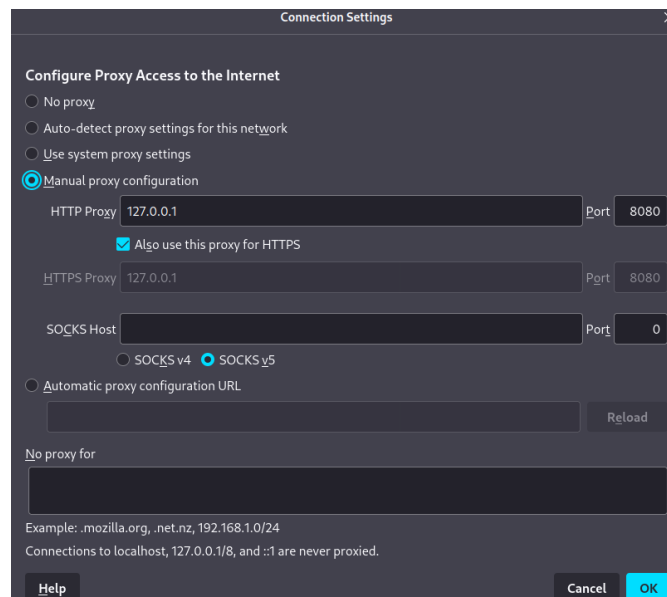 Connection Settings
Configure Proxy Access to the Internet
No proxy
Auto-detect proxy settings for this network
Use system proxy settings
Manual proxy configuration
HTTP Proxy 127.0.0.1 Port 8080
Also use this proxy for HTTPS
HTTPS Proxy 127.0.0.1 Port 8080
SOCKS Host Port 0
SOCKS v4 SOCKS v5
Automatic proxy configuration URL
Reload
No proxy for
Example: .mozilla.org, .net.nz, 192.168.1.0/24
Connections to localhost, 127.0.0.1/8, and ::1 are never proxied.
Help Cancel OK